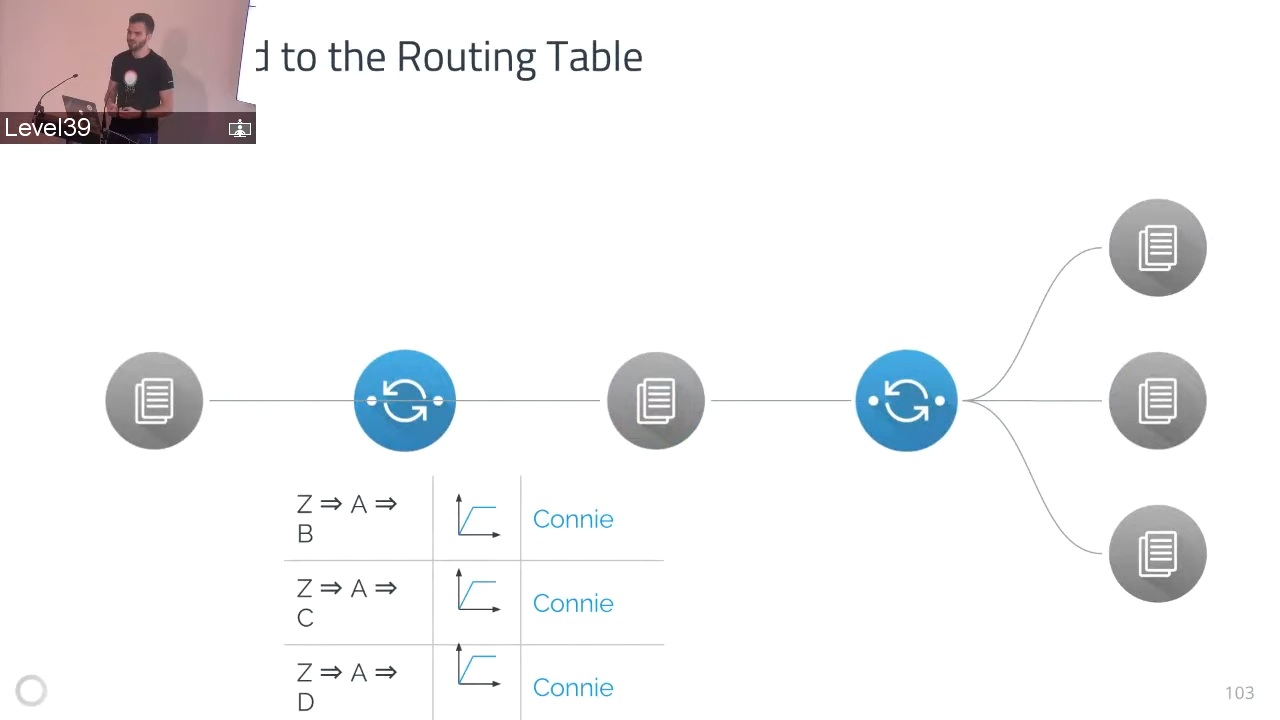 d to the Routing Table
Level39
Z ⇒ A ⇒
B
Connie
Z ⇒ A ⇒
C
Connie
Z ⇒ A ⇒
D
Connie
103